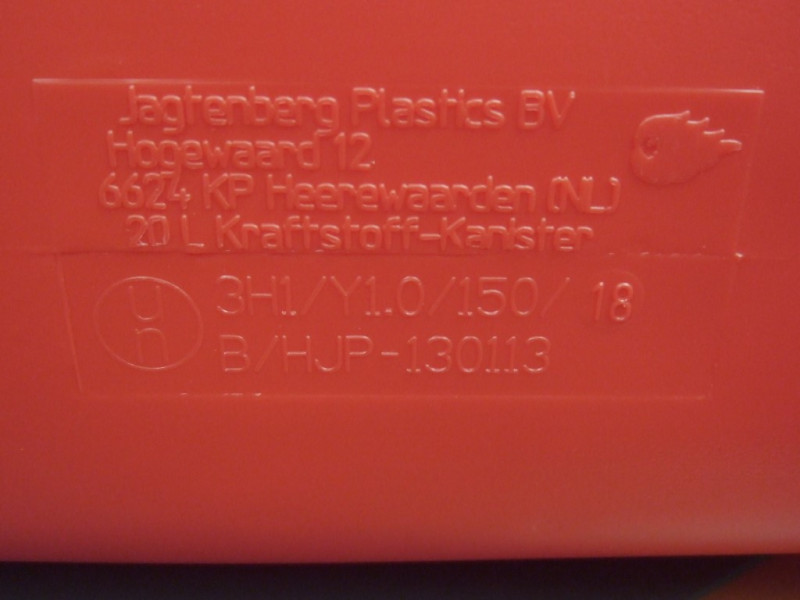 Jagtenberg Plastics BV
Hogewaard 12
6624 KP Heerewaarden (NL)
20 L Kraftstoff-Kanister
un
3H1/Y1.0/150/ 18
B/HJP-130113